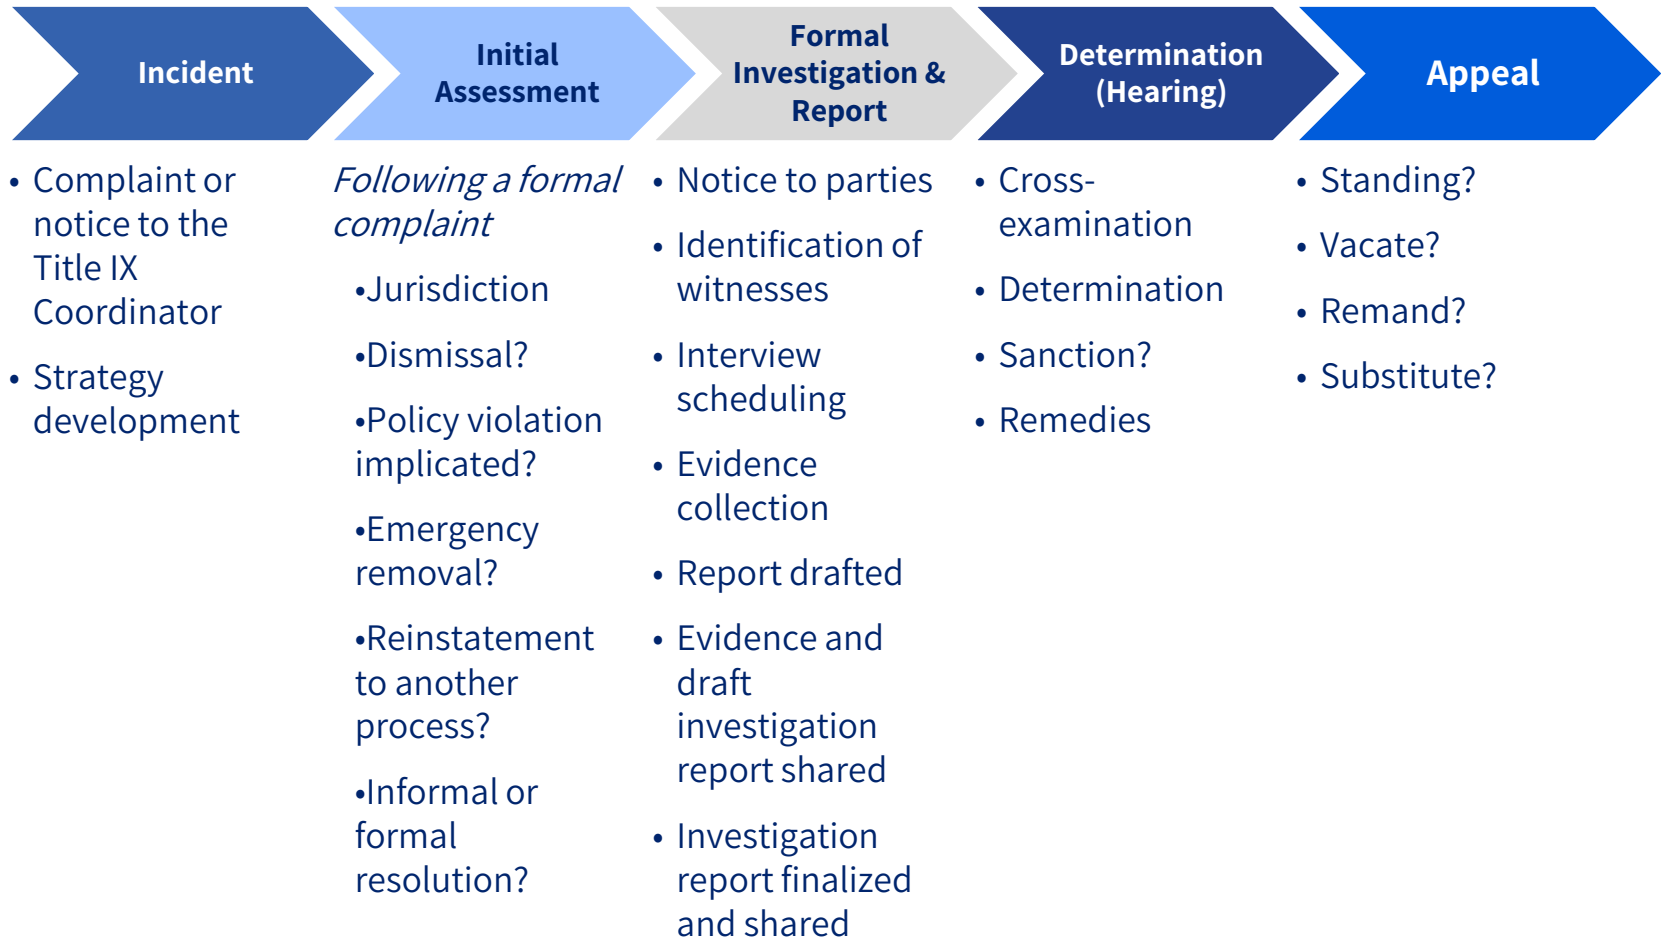 Incident
Initial
Assessment
Formal
Investigation &
Report
Determination
(Hearing)
Appeal
• Complaint or
notice to the
Title IX
Coordinator
• Strategy
development
Following a formal
complaint
•Jurisdiction
•Dismissal?
•Policy violation
implicated?
•Emergency
removal?
•Reinstatement
to another
process?
•Informal or
formal
resolution?
• Notice to parties
• Identification of
witnesses
• Interview
scheduling
• Evidence
collection
• Report drafted
• Evidence and
draft
investigation
report shared
• Investigation
report finalized
and shared
• Cross-
examination
• Determination
• Sanction?
• Remedies
• Standing?
• Vacate?
• Remand?
• Substitute?